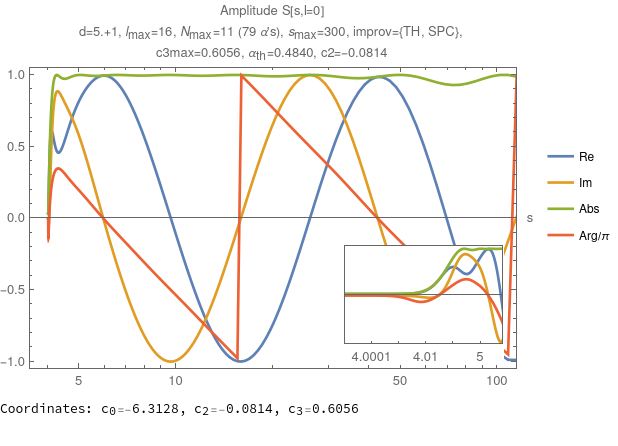 Amplitude S[s,l=0]
d=5.+1, lmax=16, Nmax=11 (79 α's), smax=300, improv={TH, SPC},
c3max=0.6056, αth=0.4840, c2=-0.0814
1.0
0.5
0.0
-0.5
-1.0
5
10
50
100
s
4.0001
4.01
5
Re
Im
Abs
Arg/π
Coordinates: c0=-6.3128, c2=-0.0814, c3=0.6056